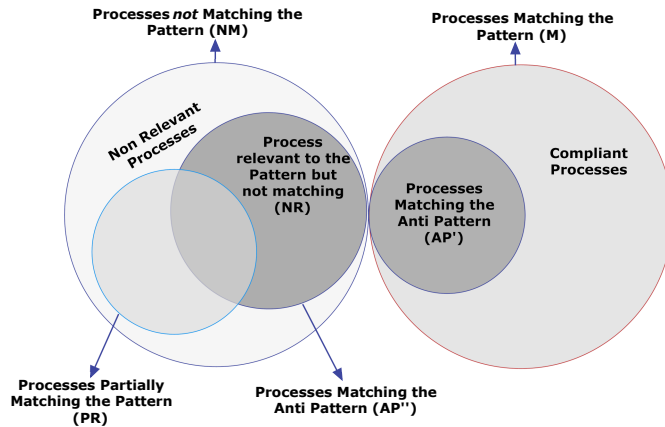 Processes not Matching the
Pattern (NM)
Processes Matching the
Pattern (M)
Non Relevant
Processes
Process
relevant to the
Pattern but
not matching
(NR)
Compliant
Processes
Processes
Matching the
Anti Pattern
(AP')
Processes Partially
Matching the Pattern
(PR)
Processes Matching the
Anti Pattern (AP'')